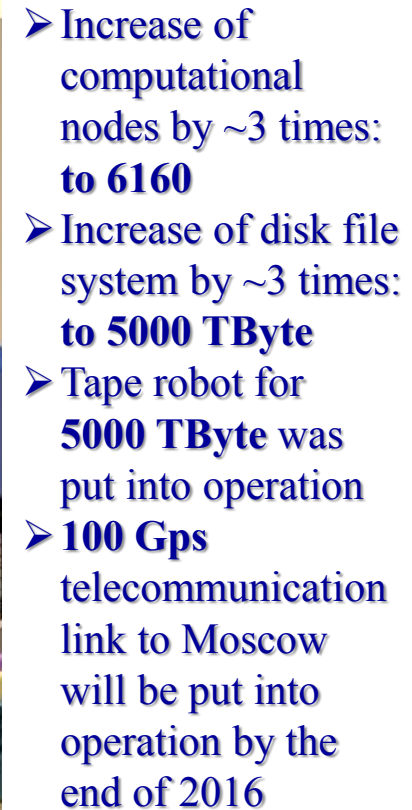 ➢ Increase of
computational
nodes by ~3 times:
to 6160
➢ Increase of disk file
system by ~3 times:
to 5000 TByte
➢ Tape robot for
5000 TByte was
put into operation
➢ 100 Gps
telecommunication
link to Moscow
will be put into
operation by the
end of 2016